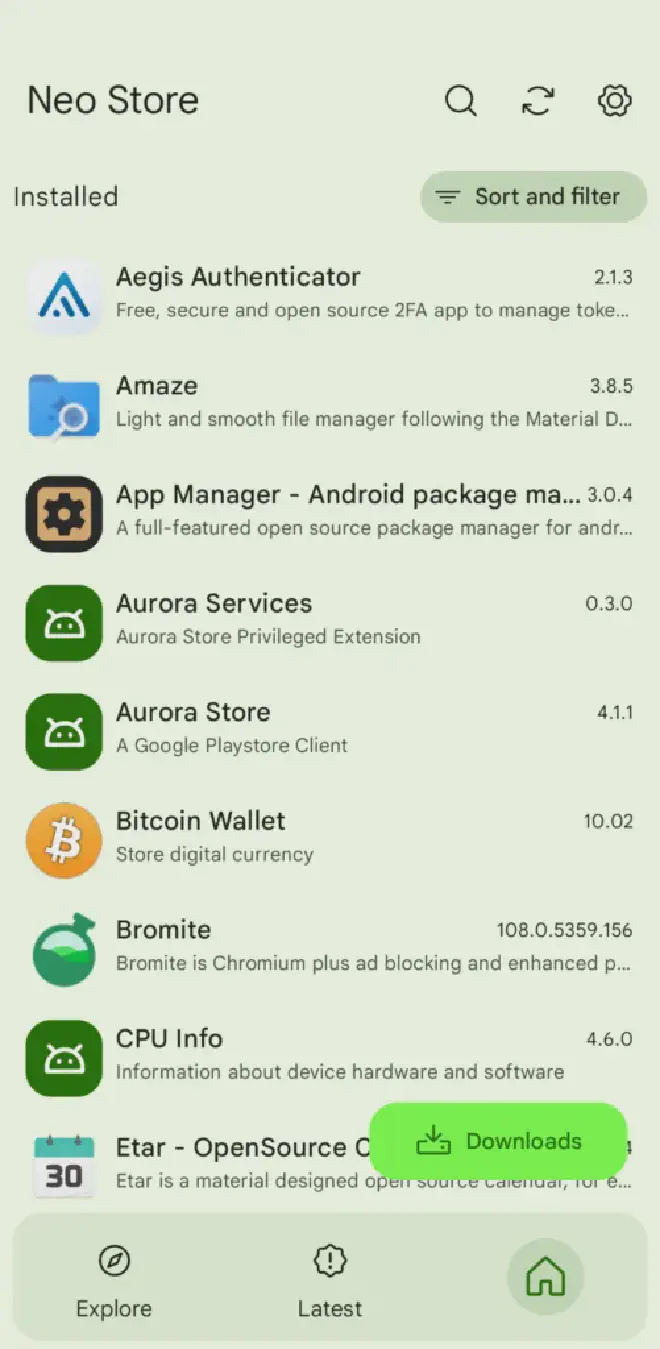 Neo Store
Installed
Sort and filter
Aegis Authenticator 2.1.3
Free, secure and open source 2FA app to manage toke...
Amaze 3.8.5
Light and smooth file manager following the Material D...
App Manager - Android package ma... 3.0.4
A full-featured open source package manager for andr...
Aurora Services 0.3.0
Aurora Store Privileged Extension
Aurora Store 4.1.1
A Google Playstore Client
Bitcoin Wallet 10.02
Store digital currency
Bromite 108.0.5359.156
Bromite is Chromium plus ad blocking and enhanced p...
CPU Info 4.6.0
Information about device hardware and software
Etar - OpenSource
30
Etar is a material designed open source calendar, for e...
Downloads
Explore
Latest